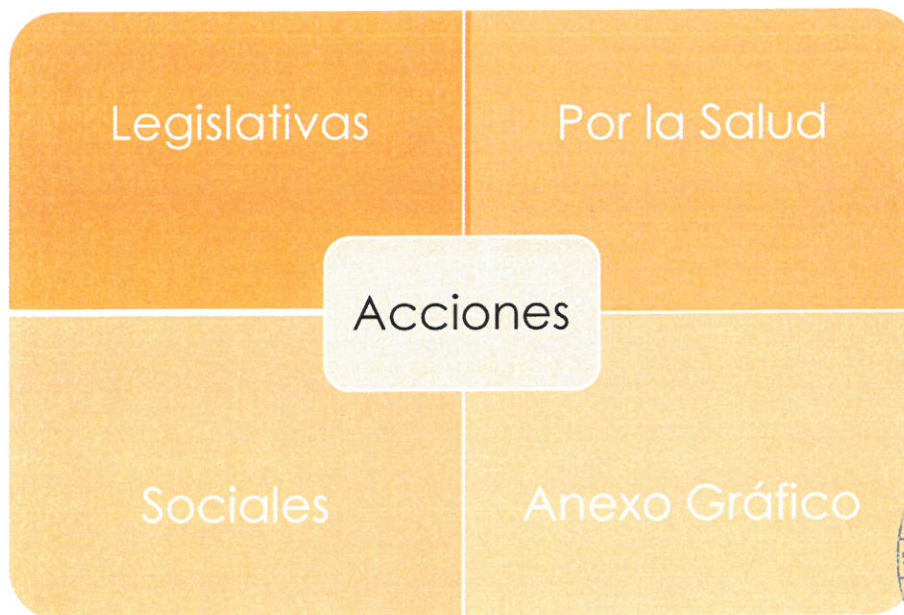 Legislativas
Por la Salud
Acciones
Sociales
Anexo Gráfico